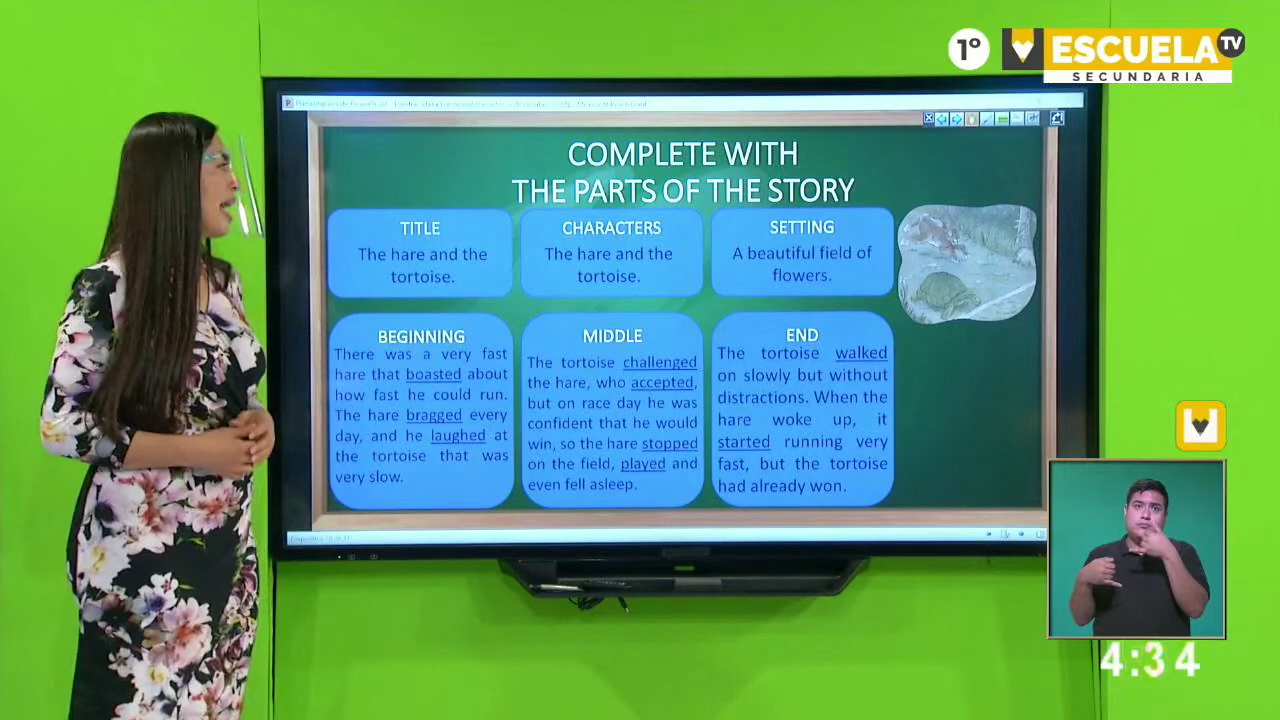 1º
ESCUELA TV
SECUNDARIA
COMPLETE WITH
THE PARTS OF THE STORY
TITLE
The hare and the
tortoise.
CHARACTERS
The hare and the
tortoise.
SETTING
A beautiful field of
flowers.
BEGINNING
There was a very fast
hare that boasted about
how fast he could run.
The hare bragged every
day, and he laughed at
the tortoise that was
very slow.
MIDDLE
The tortoise challenged
the hare, who accepted,
but on race day he was
confident that he would
win, so the hare stopped
on the field, played and
even fell asleep.
END
The tortoise walked
on slowly but without
distractions. When the
hare woke up, it
started running very
fast, but the tortoise
had already won.
4:34